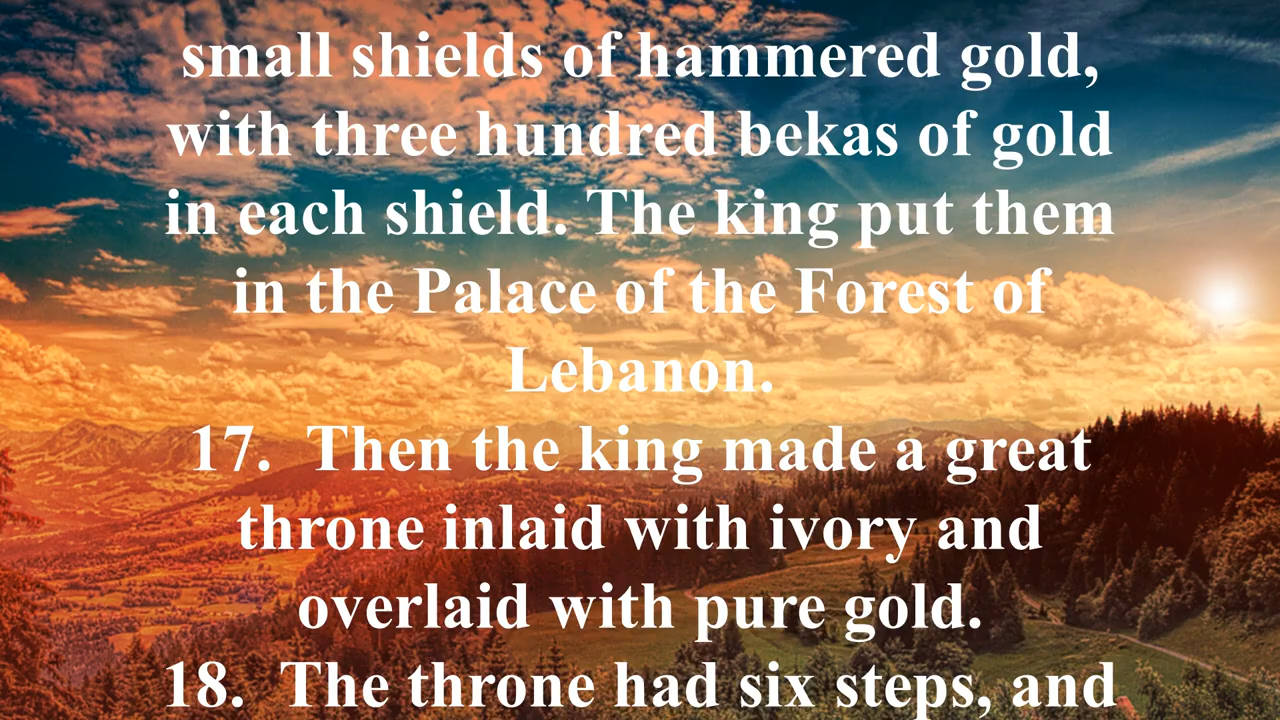 small shields of hammered gold,
with three hundred bekas of gold
in each shield. The king put them
in the Palace of the Forest of
Lebanon.
17.  Then the king made a great
throne inlaid with ivory and
overlaid with pure gold.
18.  The throne had six steps, and